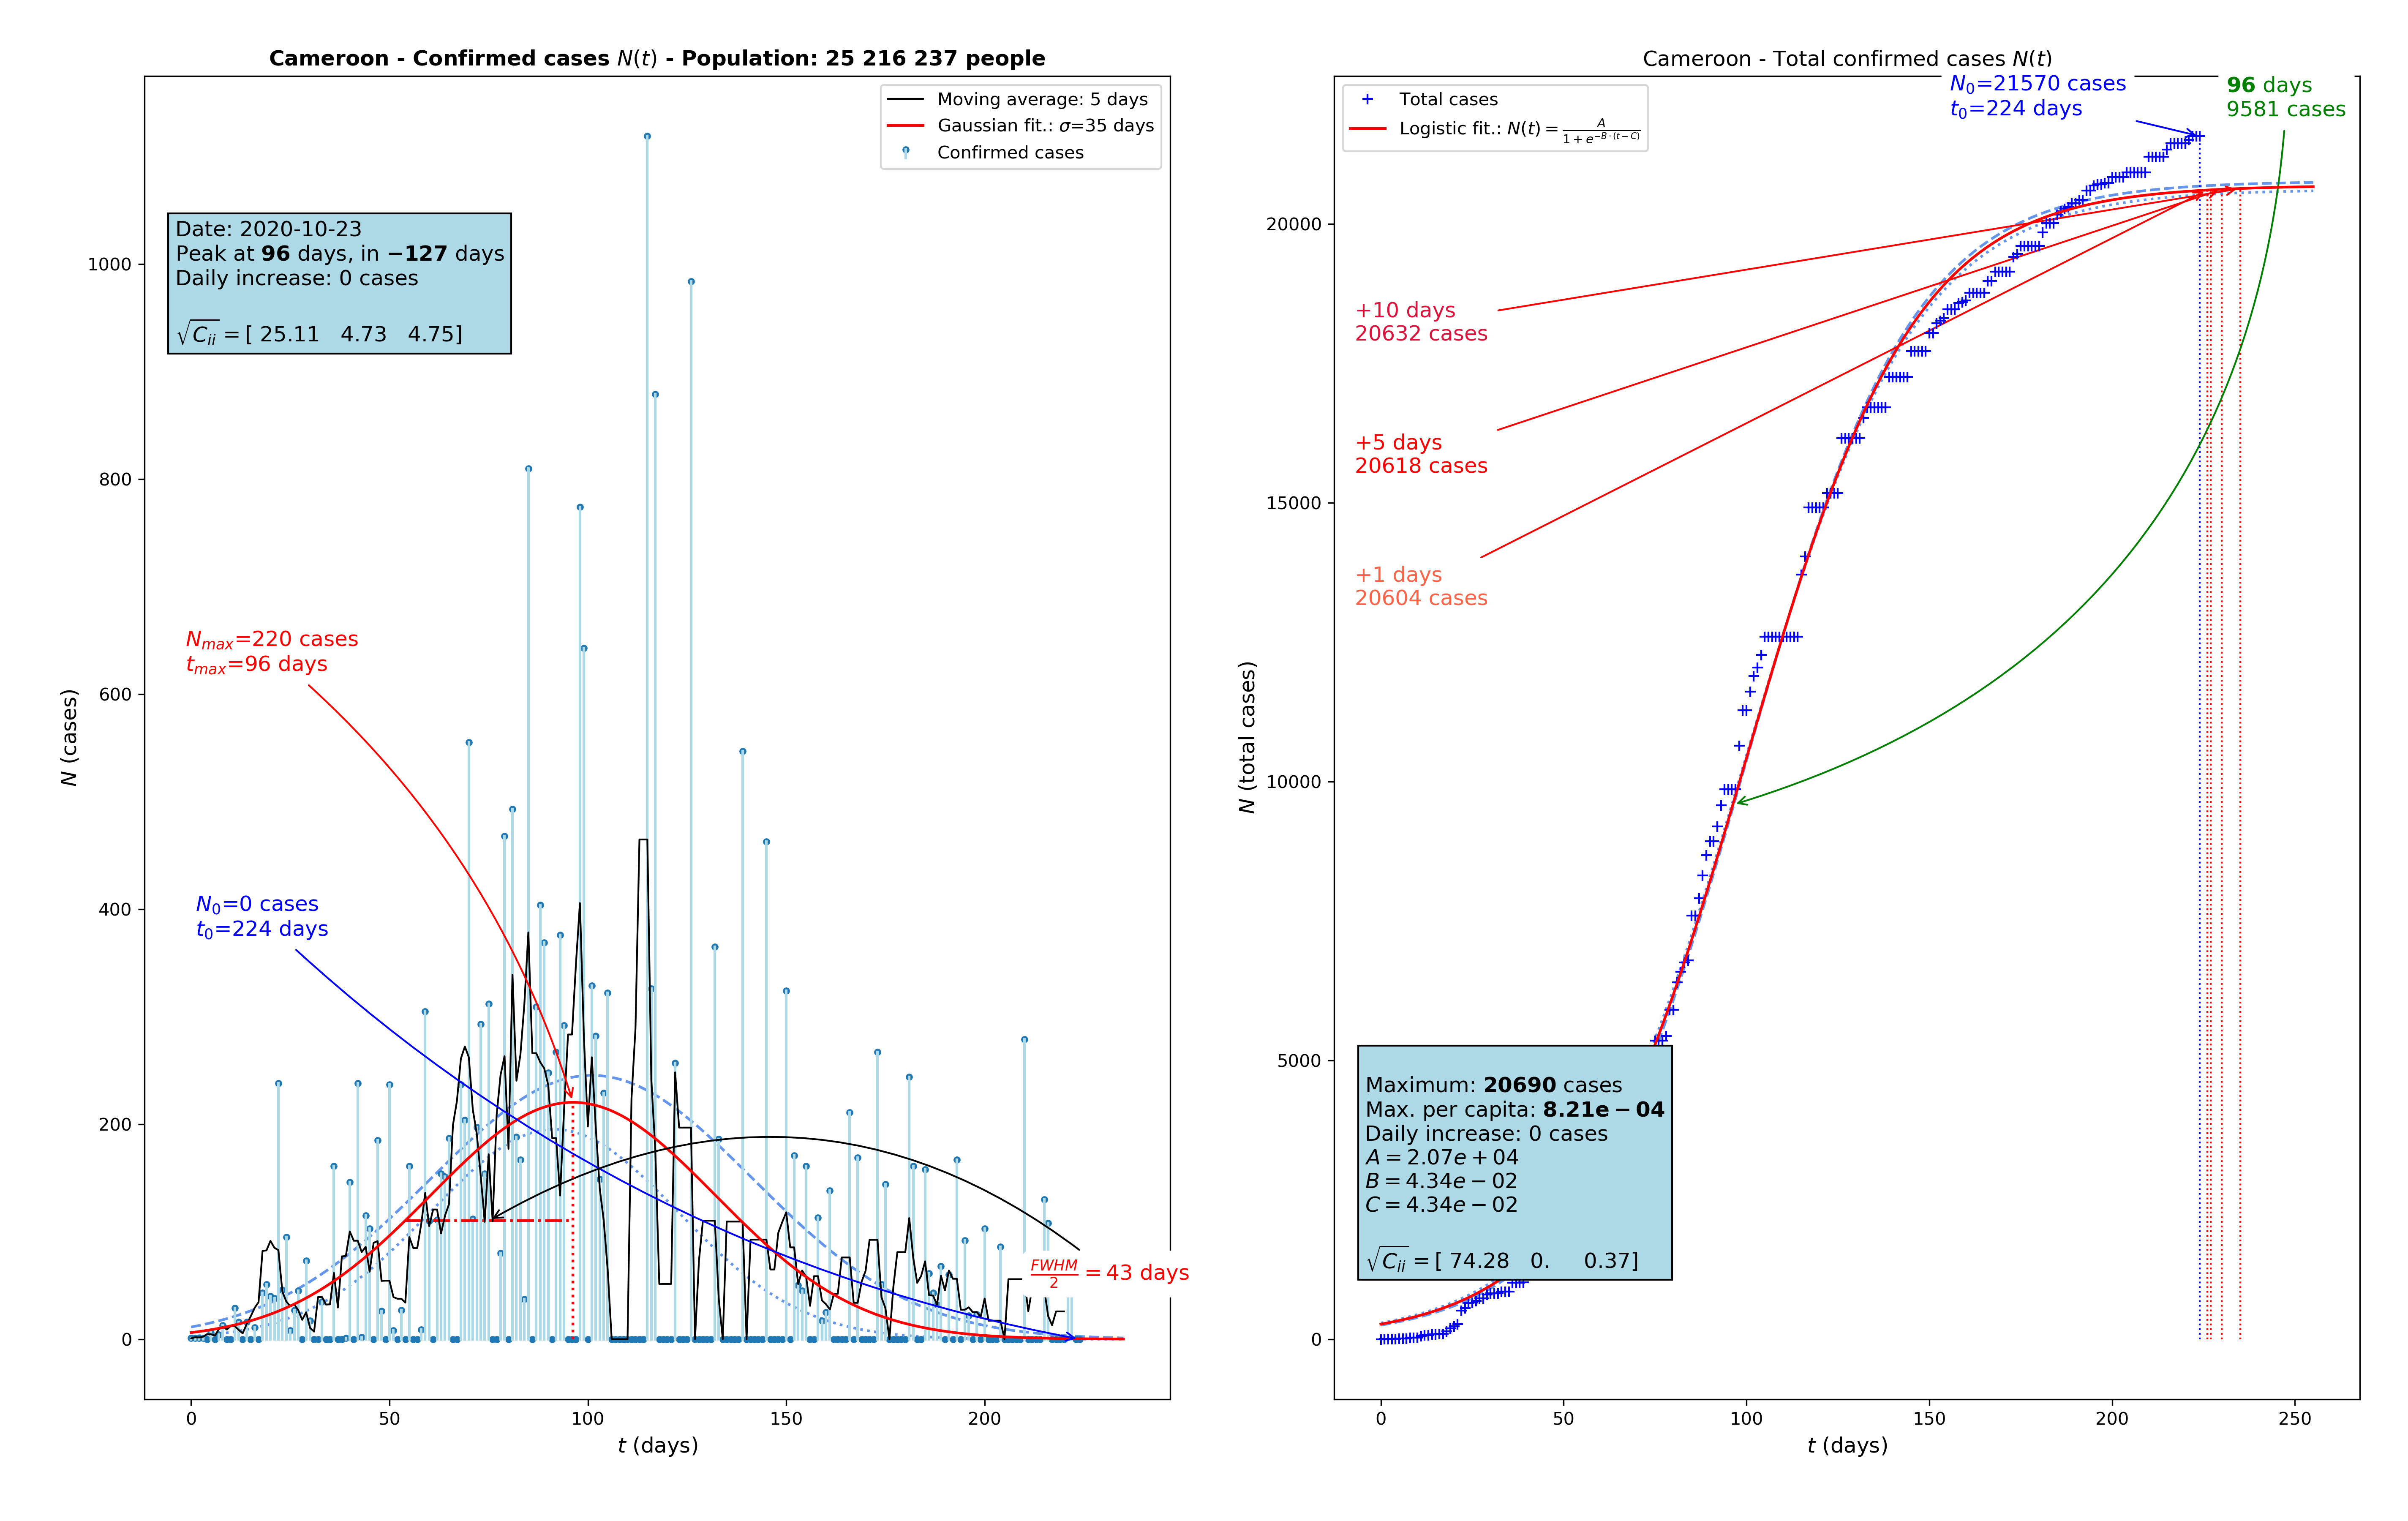 Cameroon - Confirmed cases N(t) - Population: 25 216 237 people
Moving average: 5 days
Gaussian fit.: σ=35 days
Confirmed cases
Date: 2020-10-23
Peak at 96 days, in −127 days
Daily increase: 0 cases
√C_ii = [ 25.11 4.73 4.75]
N_max=220 cases
t_max=96 days
N_0=0 cases
t_0=224 days
FWHM/2 = 43 days
N (cases)
1000
800
600
400
200
0
0 50 100 150 200
t (days)
Cameroon - Total confirmed cases N(t)
Total cases
Logistic fit.: N(t) = A/(1+e^{−B·(t−C)})
N_0=21570 cases
t_0=224 days
96 days
9581 cases
+10 days
20632 cases
+5 days
20618 cases
+1 days
20604 cases
Maximum: 20690 cases
Max. per capita: 8.21e−04
Daily increase: 0 cases
A = 2.07e + 04
B = 4.34e − 02
C = 4.34e − 02
√C_ii = [ 74.28 0. 0.37]
N (total cases)
20000
15000
10000
5000
0
0 50 100 150 200 250
t (days)